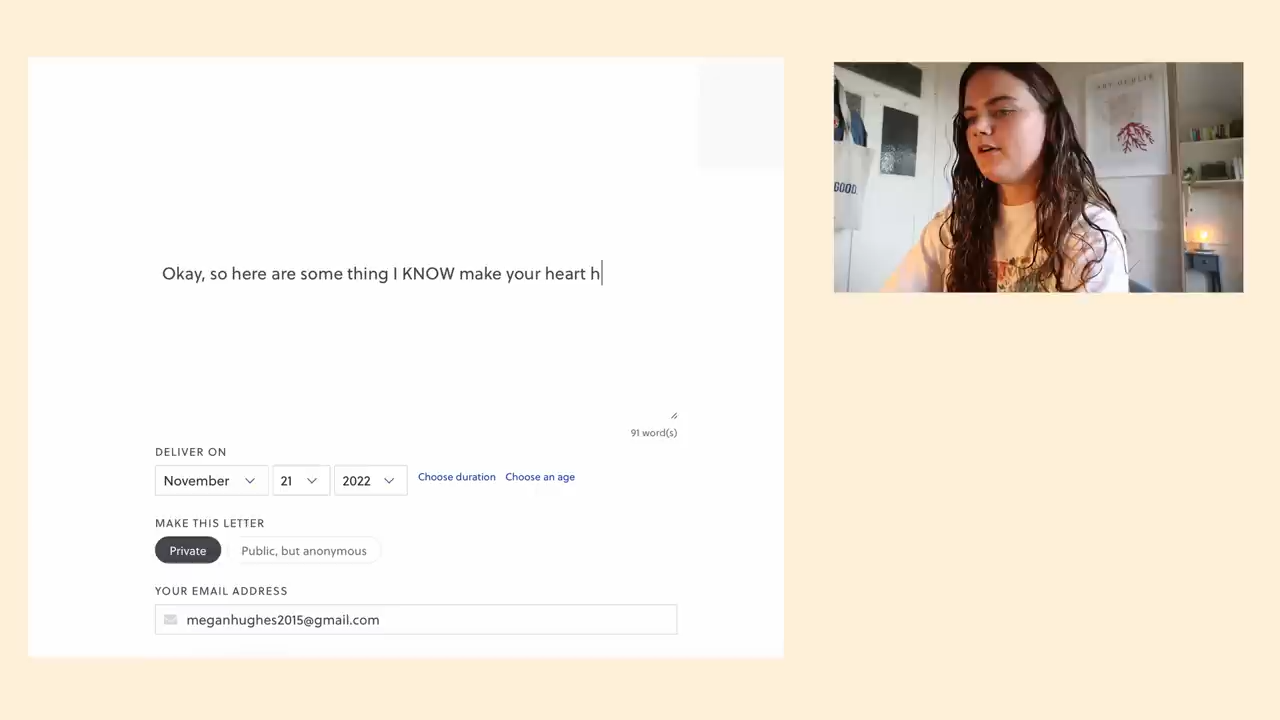 Okay, so here are some thing I KNOW make your heart h
91 word(s)
DELIVER ON
November 21 2022 Choose duration Choose an age
MAKE THIS LETTER
Private Public, but anonymous
YOUR EMAIL ADDRESS
meganhughes2015@gmail.com
GOOD.